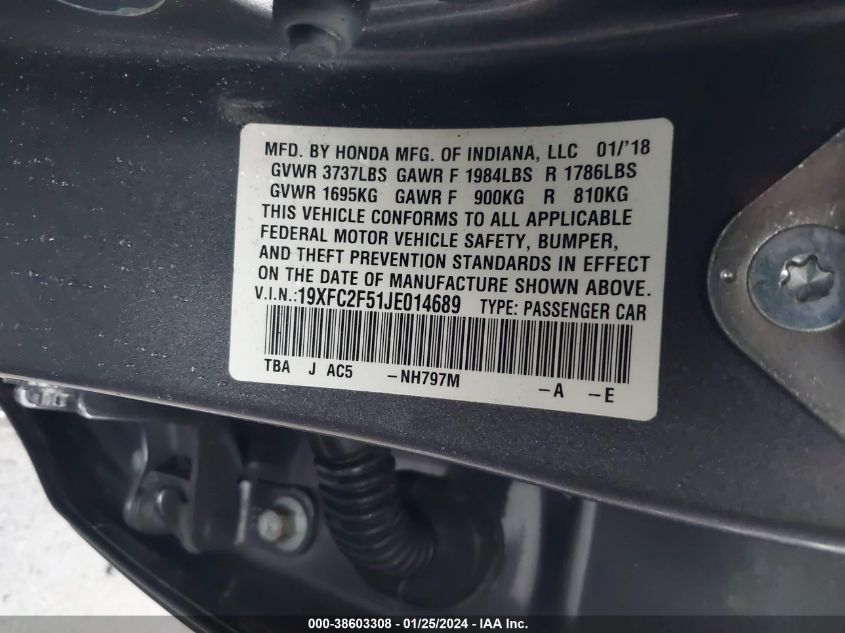 MFD. BY HONDA MFG. OF INDIANA, LLC 01/'18
GVWR 3737LBS GAWR F 1984LBS R 1786LBS
GVWR 1695KG GAWR F 900KG R 810KG
THIS VEHICLE CONFORMS TO ALL APPLICABLE
FEDERAL MOTOR VEHICLE SAFETY, BUMPER,
AND THEFT PREVENTION STANDARDS IN EFFECT
ON THE DATE OF MANUFACTURE SHOWN ABOVE.
V.I.N.:19XFC2F51JE014689 TYPE: PASSENGER CAR
TBA J AC5 -NH797M -A -E
000-38603308 - 01/25/2024 - IAA Inc.